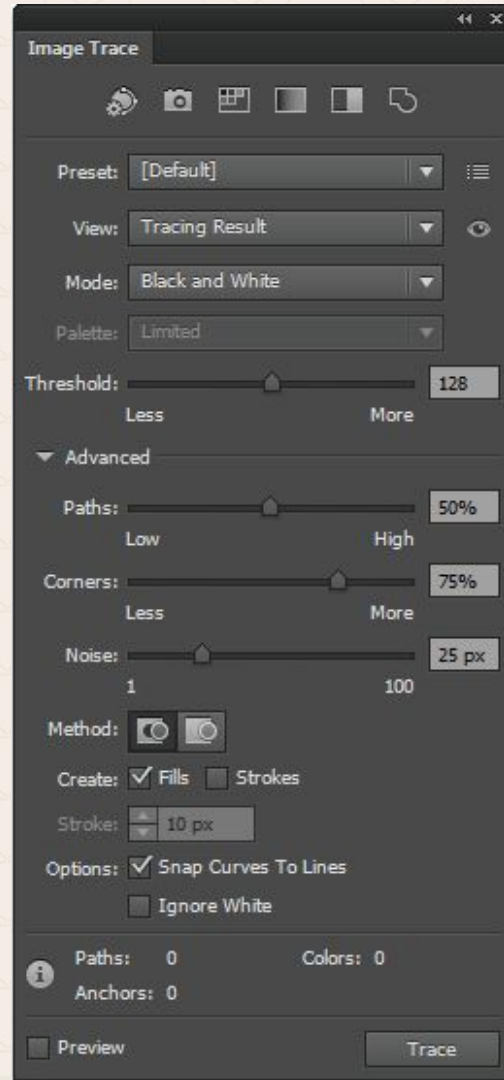 Image Trace
Preset: [Default]
View: Tracing Result
Mode: Black and White
Palette: Limited
Threshold: 128
Less More
Advanced
Paths: 50%
Low High
Corners: 75%
Less More
Noise: 25 px
1 100
Method:
Create: Fills Strokes
Stroke: 10 px
Options: Snap Curves To Lines
Ignore White
Paths: 0 Colors: 0
Anchors: 0
Preview Trace